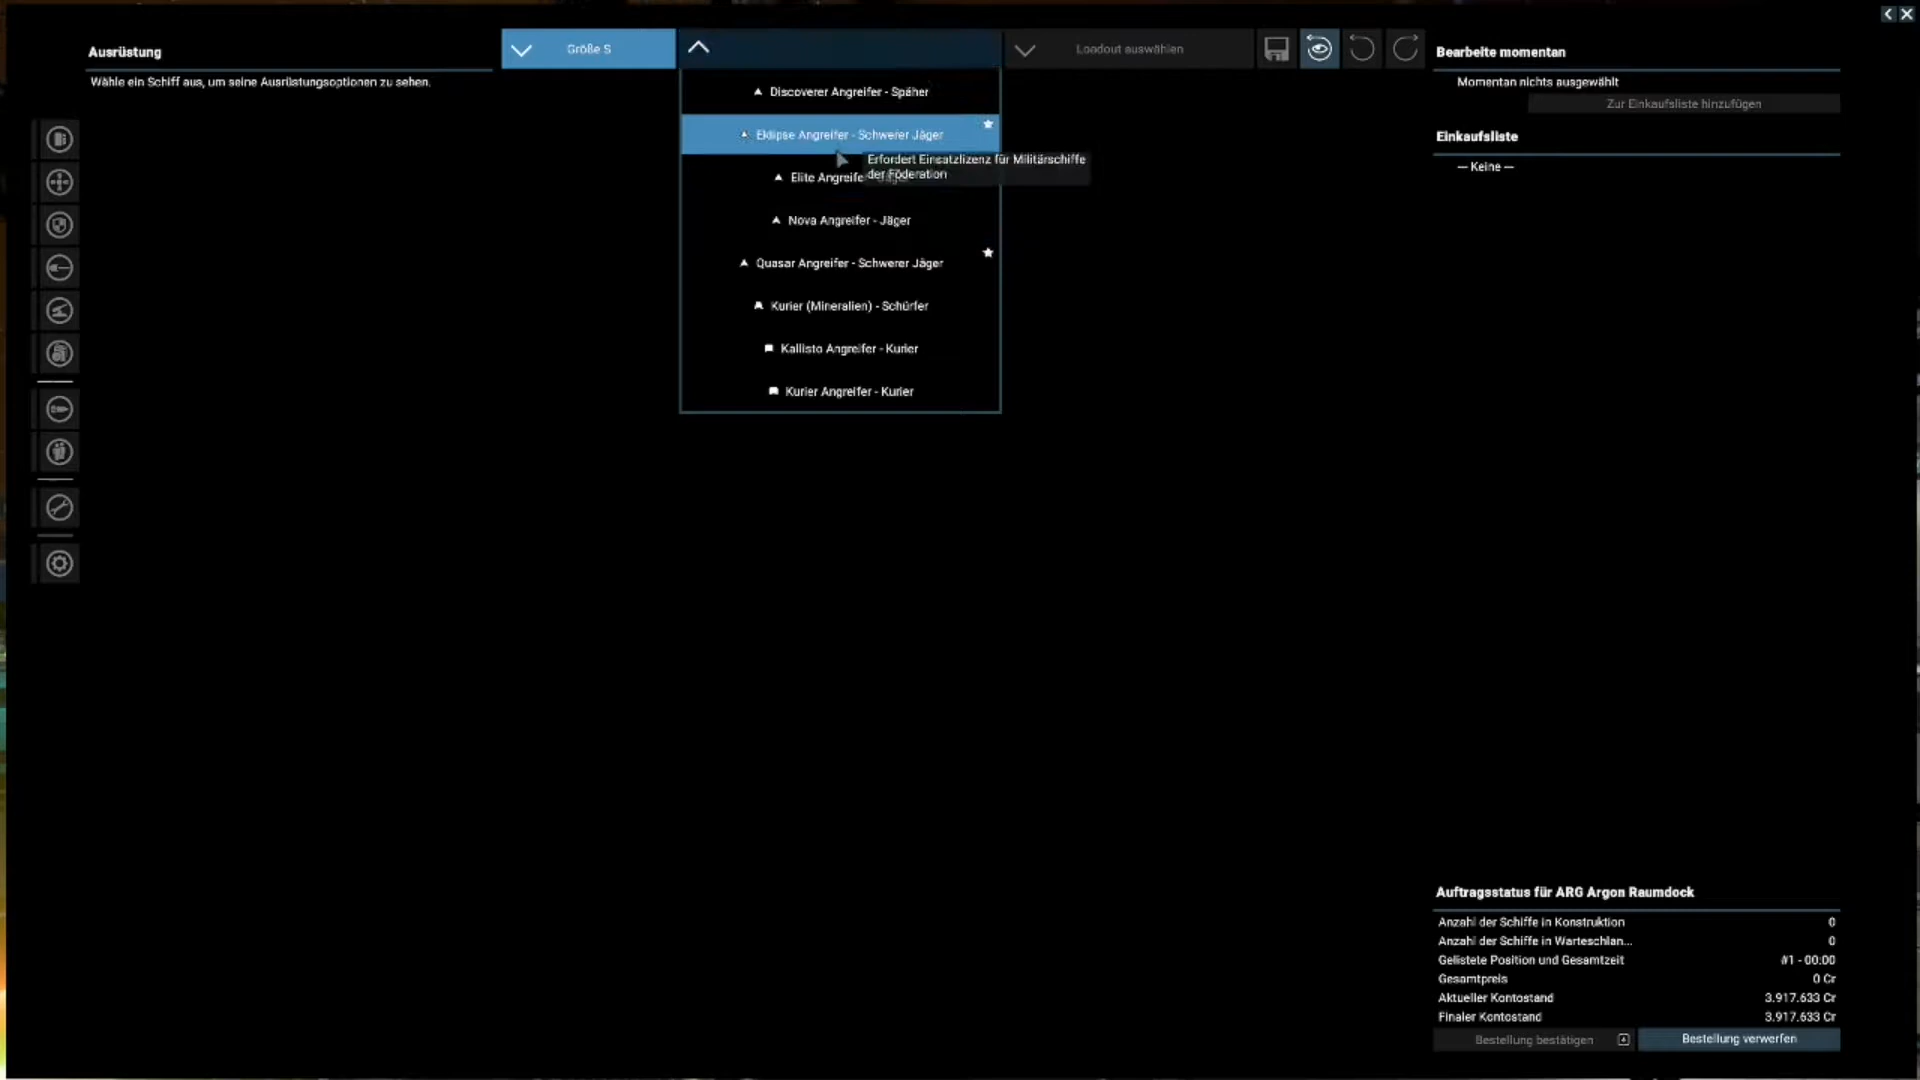 Ausrüstung
Wähle ein Schiff aus, um seine Ausrüstungsoptionen zu sehen.
Größe S
Loadout auswählen
Discoverer Angreifer - Späher
Eklipse Angreifer - Schwerer Jäger
Erfordert Einsatzlizenz für Militärschiffe
der Föderation
Elite Angreife
Nova Angreifer - Jäger
Quasar Angreifer - Schwerer Jäger
Kurier (Mineralien) - Schürfer
Kallisto Angreifer - Kurier
Kurier Angreifer - Kurier
Bearbeite momentan
Momentan nichts ausgewählt
Zur Einkaufsliste hinzufügen
Einkaufsliste
— Keine —
Auftragsstatus für ARG Argon Raumdock
Anzahl der Schiffe in Konstruktion 0
Anzahl der Schiffe in Warteschlan... 0
Gelistete Position und Gesamtzeit #1 - 00:00
Gesamtpreis 0 Cr
Aktueller Kontostand 3.917.633 Cr
Finaler Kontostand 3.917.633 Cr
Bestellung bestätigen
Bestellung verwerfen